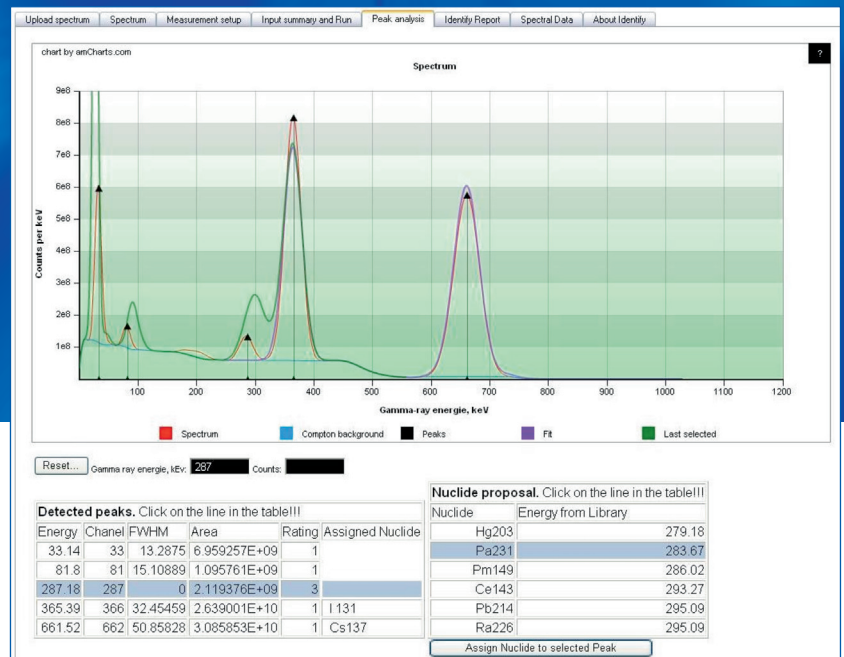 Upload spectrum Spectrum Measurement setup Input summary and Run Peak analysis Identify Report Spectral Data About Identify
chart by amCharts.com
?
Spectrum
9e8
8e8
7e8
6e8
5e8
4e8
3e8
2e8
1e8
Counts per keV
100 200 300 400 500 600 700 800 900 1000 1100 1200
Gamma-ray energie, keV
Spectrum Compton background Peaks Fit Last selected
Reset... Gamma ray energie, kEv: 287 Counts:
Detected peaks. Click on the line in the table!!!
Energy Chanel FWHM Area Rating Assigned Nuclide
33.14 33 13.2875 6.959257E+09 1
81.8 81 15.10889 1.095761E+09 1
287.18 287 0 2.119376E+09 3
365.39 366 32.45459 2.639001E+10 1 I 131
661.52 662 50.85828 3.085853E+10 1 Cs137
Nuclide proposal. Click on the line in the table!!!
Nuclide Energy from Library
Hg203 279.18
Pa231 283.67
Pm149 286.02
Ce143 293.27
Pb214 295.09
Ra226 295.09
Assign Nuclide to selected Peak